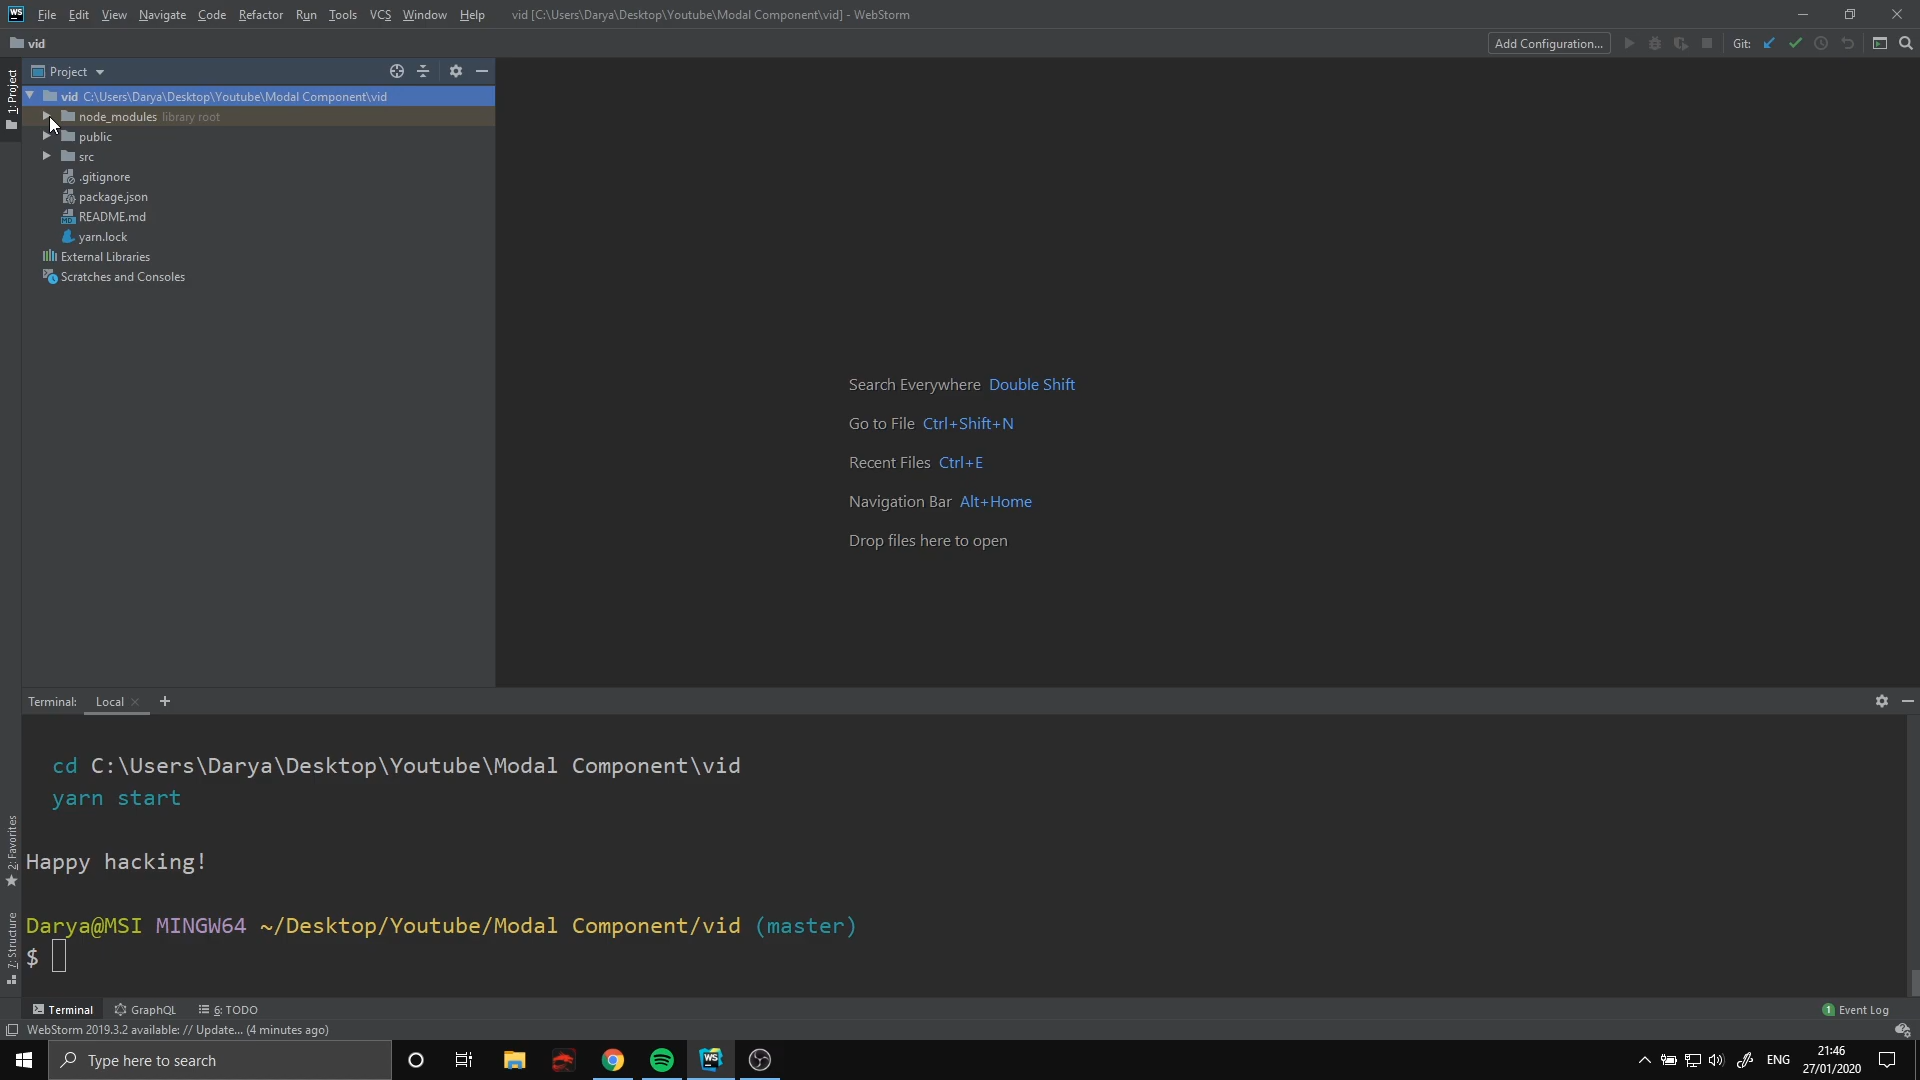 WS File Edit View Navigate Code Refactor Run Tools VCS Window Help vid [C:\Users\Darya\Desktop\Youtube\Modal Component\vid] - WebStorm
vid Add Configuration... Git:
1: Project
Project
vid C:\Users\Darya\Desktop\Youtube\Modal Component\vid
node_modules library root
public
src
.gitignore
package.json
README.md
yarn.lock
External Libraries
Scratches and Consoles
Search Everywhere Double Shift
Go to File Ctrl+Shift+N
Recent Files Ctrl+E
Navigation Bar Alt+Home
Drop files here to open
Terminal: Local
cd C:\Users\Darya\Desktop\Youtube\Modal Component\vid
yarn start
2: Favorites
Happy hacking!
7: Structure
Darya@MSI MINGW64 ~/Desktop/Youtube/Modal Component/vid (master)
$
Terminal GraphQL 6: TODO 1 Event Log
WebStorm 2019.3.2 available: // Update... (4 minutes ago)
Type here to search WS ENG 21:46
27/01/2020